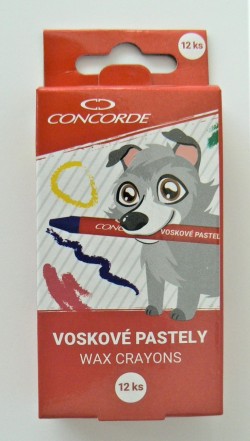 12 ks
CONCORDE
CONCORDE VOSKOVÉ PASTEL
VOSKOVÉ PASTELY
WAX CRAYONS
12 ks